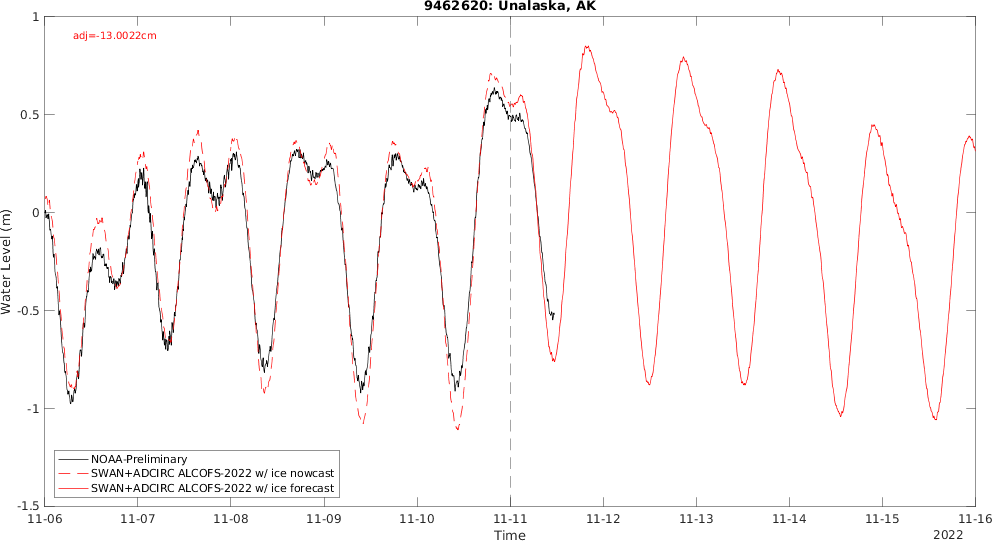 9462620: Unalaska, AK
adj=-13.0022cm
1
0.5
0
-0.5
-1
-1.5
Water Level (m)
NOAA-Preliminary
SWAN+ADCIRC ALCOFS-2022 w/ ice nowcast
SWAN+ADCIRC ALCOFS-2022 w/ ice forecast
11-06 11-07 11-08 11-09 11-10 11-11 11-12 11-13 11-14 11-15 11-16
Time
2022